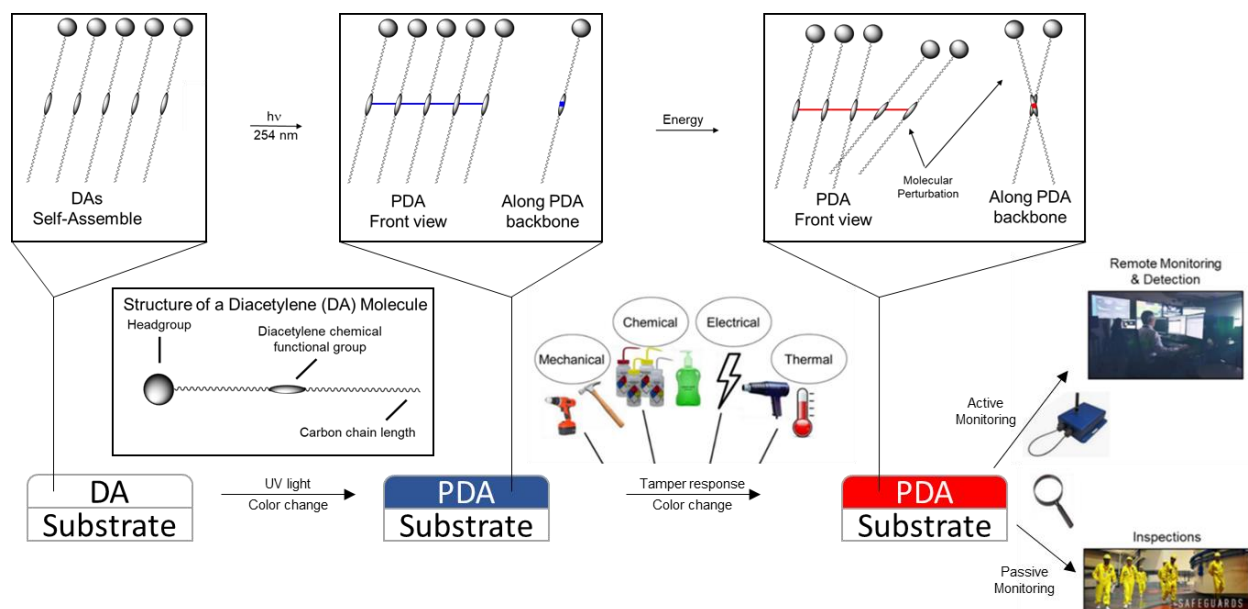 DAs
Self-Assemble
hν
254 nm
PDA
Front view
Along PDA
backbone
Energy
Molecular
Perturbation
PDA
Front view
Along PDA
backbone
Structure of a Diacetylene (DA) Molecule
Headgroup
Diacetylene chemical
functional group
Carbon chain length
Mechanical
Chemical
Electrical
Thermal
Remote Monitoring
& Detection
Active
Monitoring
DA
Substrate
UV light
Color change
PDA
Substrate
Tamper response
Color change
PDA
Substrate
Passive
Monitoring
Inspections
SAFEGUARDS